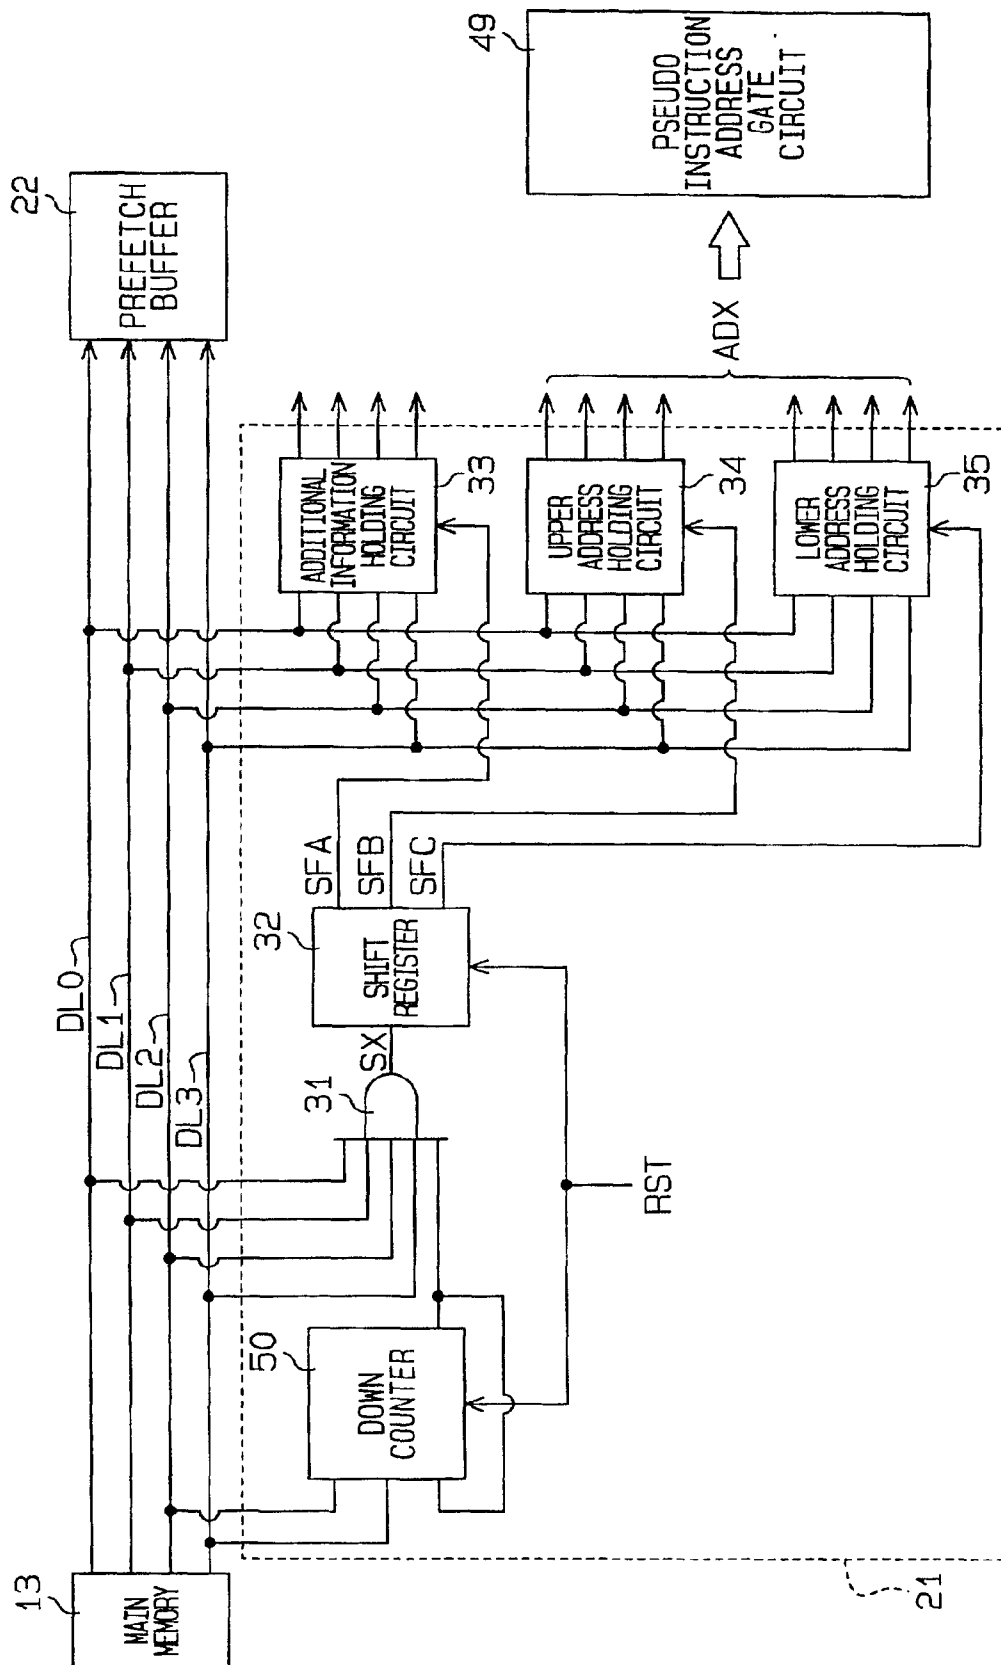 13
MAIN
MEMORY
DL0
DL1
DL2
DL3
22
PREFETCH
BUFFER
50
DOWN
COUNTER
31
SX
32
SHIFT
REGISTER
SFA
SFB
SFC
RST
ADDITIONAL
INFORMATION
HOLDING
CIRCUIT
33
UPPER
ADDRESS
HOLDING
CIRCUIT
34
LOWER
ADDRESS
HOLDING
CIRCUIT
35
ADX
49
PSEUDO
INSTRUCTION
ADDRESS
GATE
CIRCUIT
21